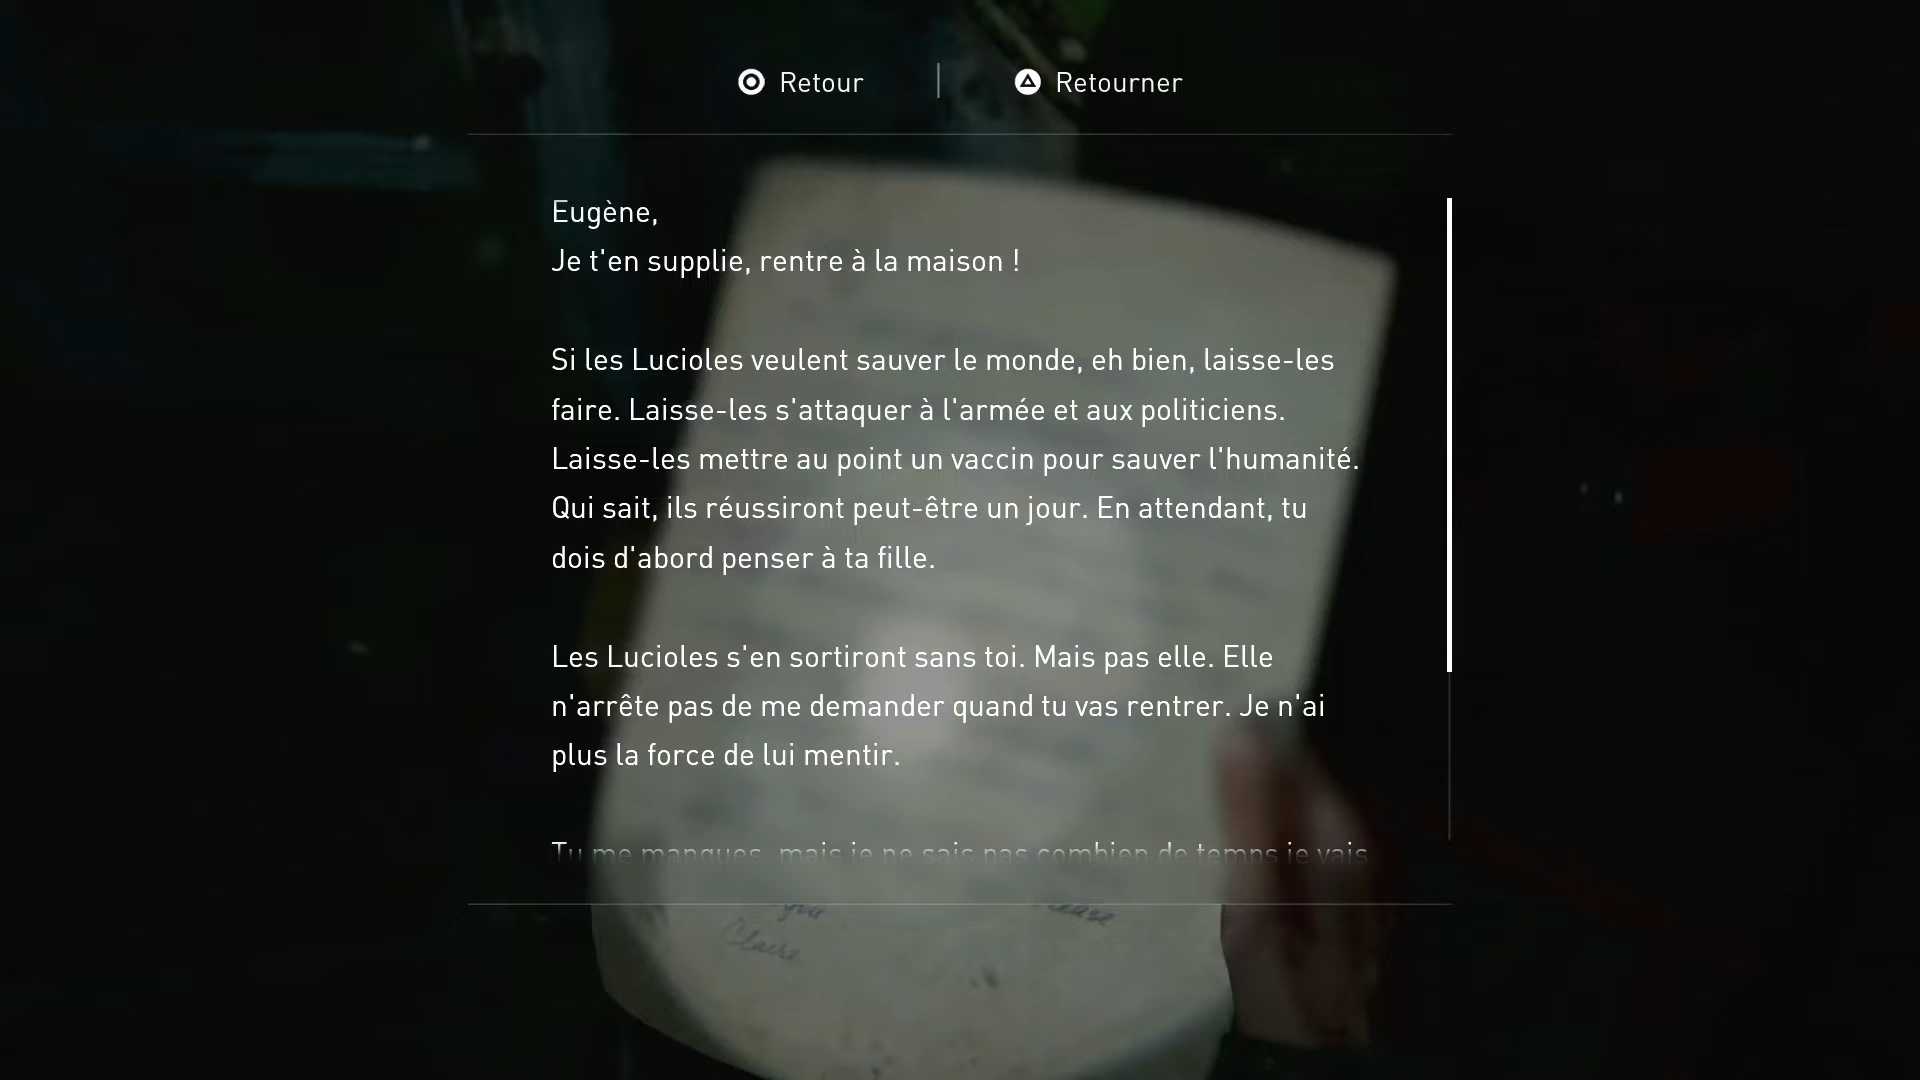 Retour | Retourner
Eugène,
Je t'en supplie, rentre à la maison !
Si les Lucioles veulent sauver le monde, eh bien, laisse-les
faire. Laisse-les s'attaquer à l'armée et aux politiciens.
Laisse-les mettre au point un vaccin pour sauver l'humanité.
Qui sait, ils réussiront peut-être un jour. En attendant, tu
dois d'abord penser à ta fille.
Les Lucioles s'en sortiront sans toi. Mais pas elle. Elle
n'arrête pas de me demander quand tu vas rentrer. Je n'ai
plus la force de lui mentir.
Tu me manques, mais je ne sais pas combien de temps je vais
Claire